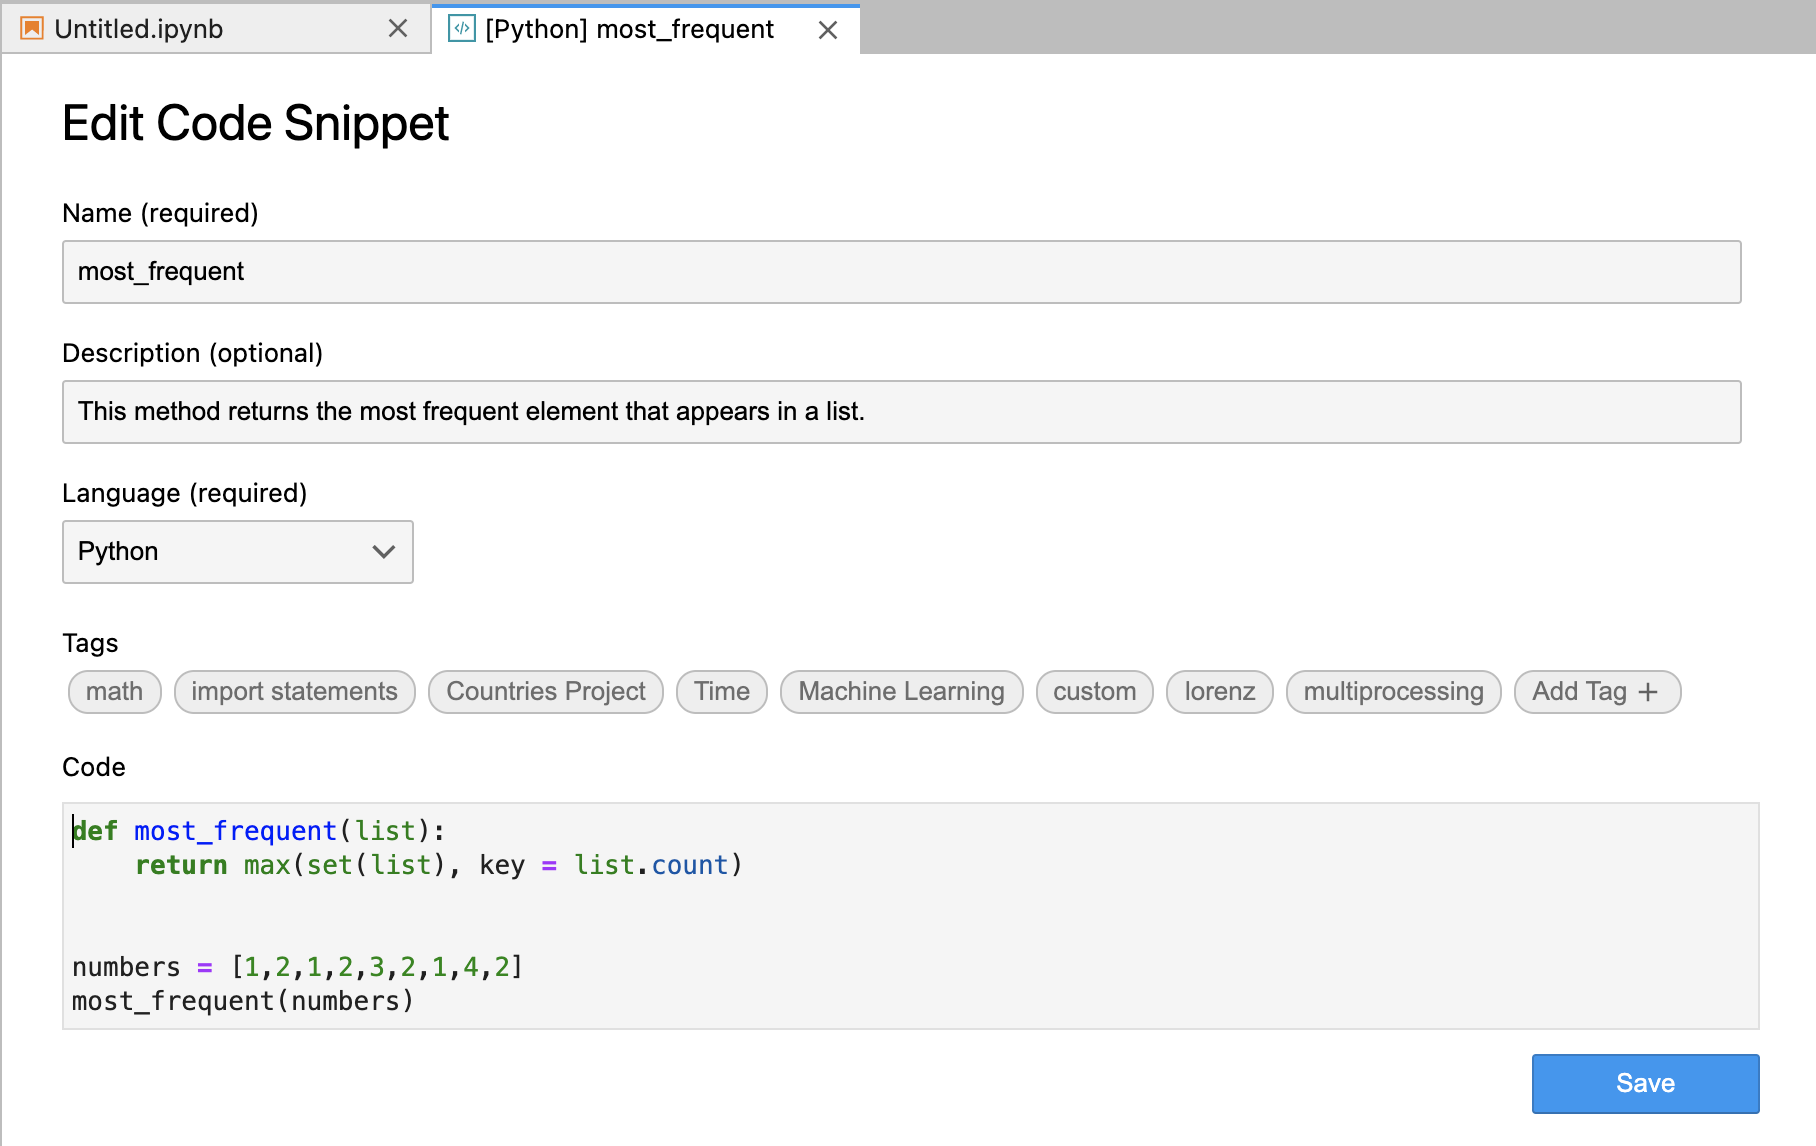 Untitled.ipynb
[Python] most_frequent
Edit Code Snippet
Name (required)
most_frequent
Description (optional)
This method returns the most frequent element that appears in a list.
Language (required)
Python
Tags
math import statements Countries Project Time Machine Learning custom lorenz multiprocessing Add Tag +
Code
def most_frequent(list):
    return max(set(list), key = list.count)
numbers = [1,2,1,2,3,2,1,4,2]
most_frequent(numbers)
Save